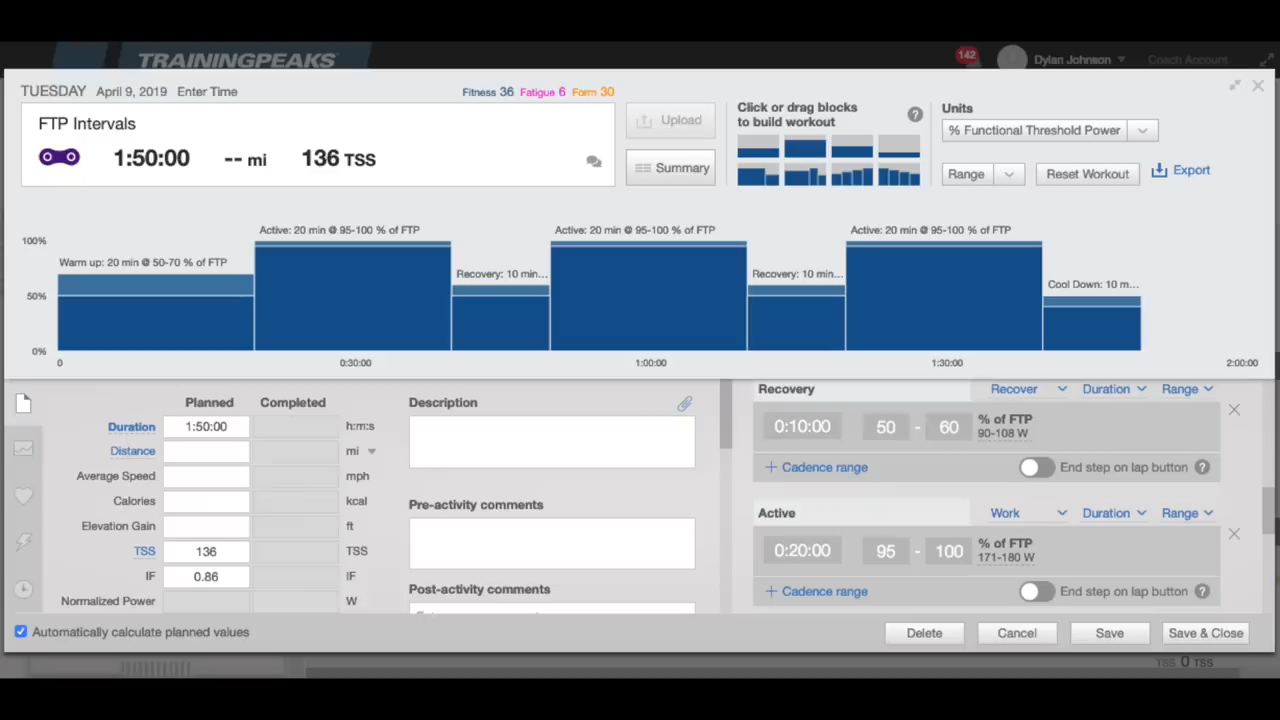 TRAININGPEAKS
142
Dylan Johnson
Coach Account
TUESDAY April 9, 2019 Enter Time
Fitness 36 Fatigue 6 Form 30
FTP Intervals
1:50:00 -- mi 136 TSS
Upload
Summary
Click or drag blocks
to build workout
?
Units
% Functional Threshold Power
Range
Reset Workout
Export
100%
50%
0%
Warm up: 20 min @ 50-70 % of FTP
Active: 20 min @ 95-100 % of FTP
Recovery: 10 min...
Active: 20 min @ 95-100 % of FTP
Recovery: 10 min...
Active: 20 min @ 95-100 % of FTP
Cool Down: 10 m...
0 0:30:00 1:00:00 1:30:00 2:00:00
Planned Completed
Duration 1:50:00 h:m:s
Distance mi
Average Speed mph
Calories kcal
Elevation Gain ft
TSS 136 TSS
IF 0.86 IF
Normalized Power W
Description
Pre-activity comments
Post-activity comments
Recovery Recover Duration Range
0:10:00 50 - 60 % of FTP
90-108 W
+ Cadence range End step on lap button ?
Active Work Duration Range
0:20:00 95 - 100 % of FTP
171-180 W
+ Cadence range End step on lap button ?
Automatically calculate planned values
Delete
Cancel
Save
Save & Close
TSS 0 TSS